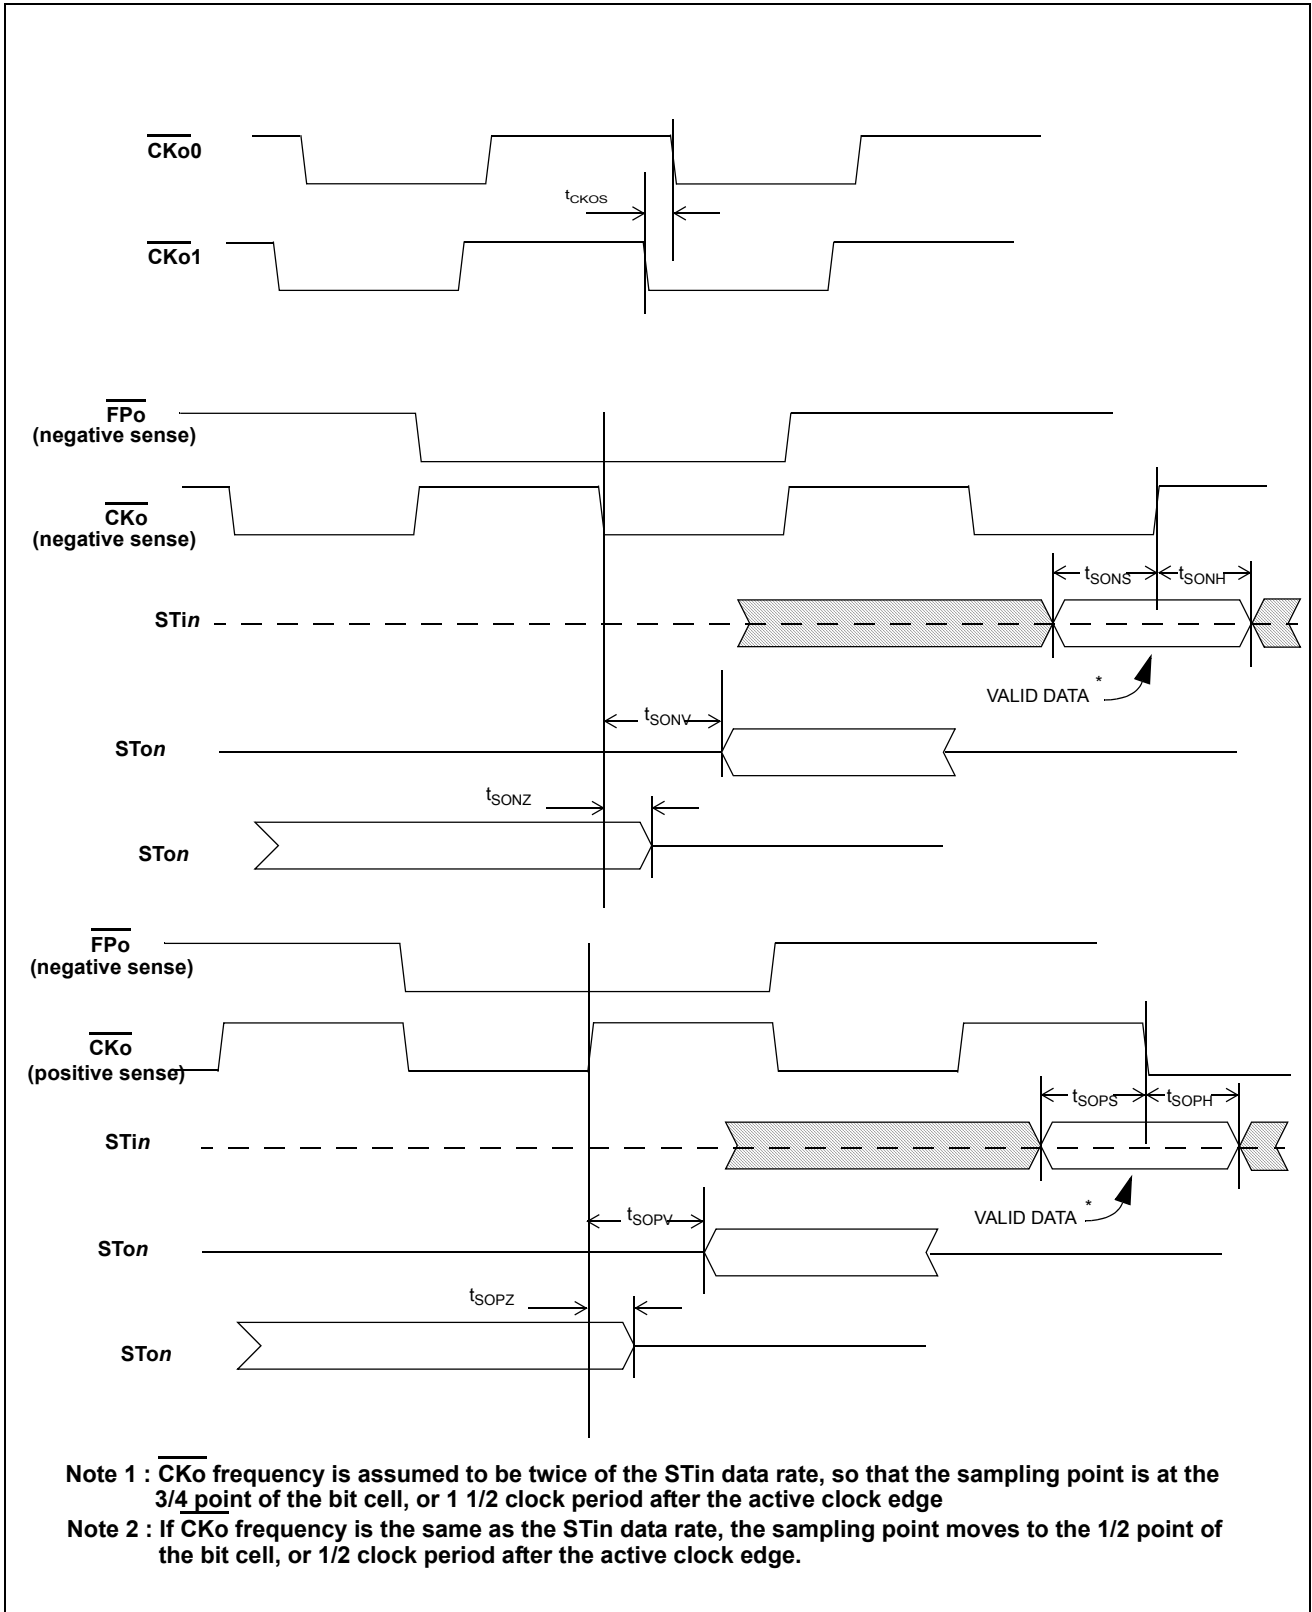 CKo0
tCKOS
CKo1
FPo
(negative sense)
CKo
(negative sense)
tSONS tSONH
STin
VALID DATA *
tSONV
STon
tSONZ
STon
FPo
(negative sense)
CKo
(positive sense)
tSOPS tSOPH
STin
VALID DATA *
tSOPV
STon
tSOPZ
STon
Note 1 : CKo frequency is assumed to be twice of the STin data rate, so that the sampling point is at the
3/4 point of the bit cell, or 1 1/2 clock period after the active clock edge
Note 2 : If CKo frequency is the same as the STin data rate, the sampling point moves to the 1/2 point of
the bit cell, or 1/2 clock period after the active clock edge.